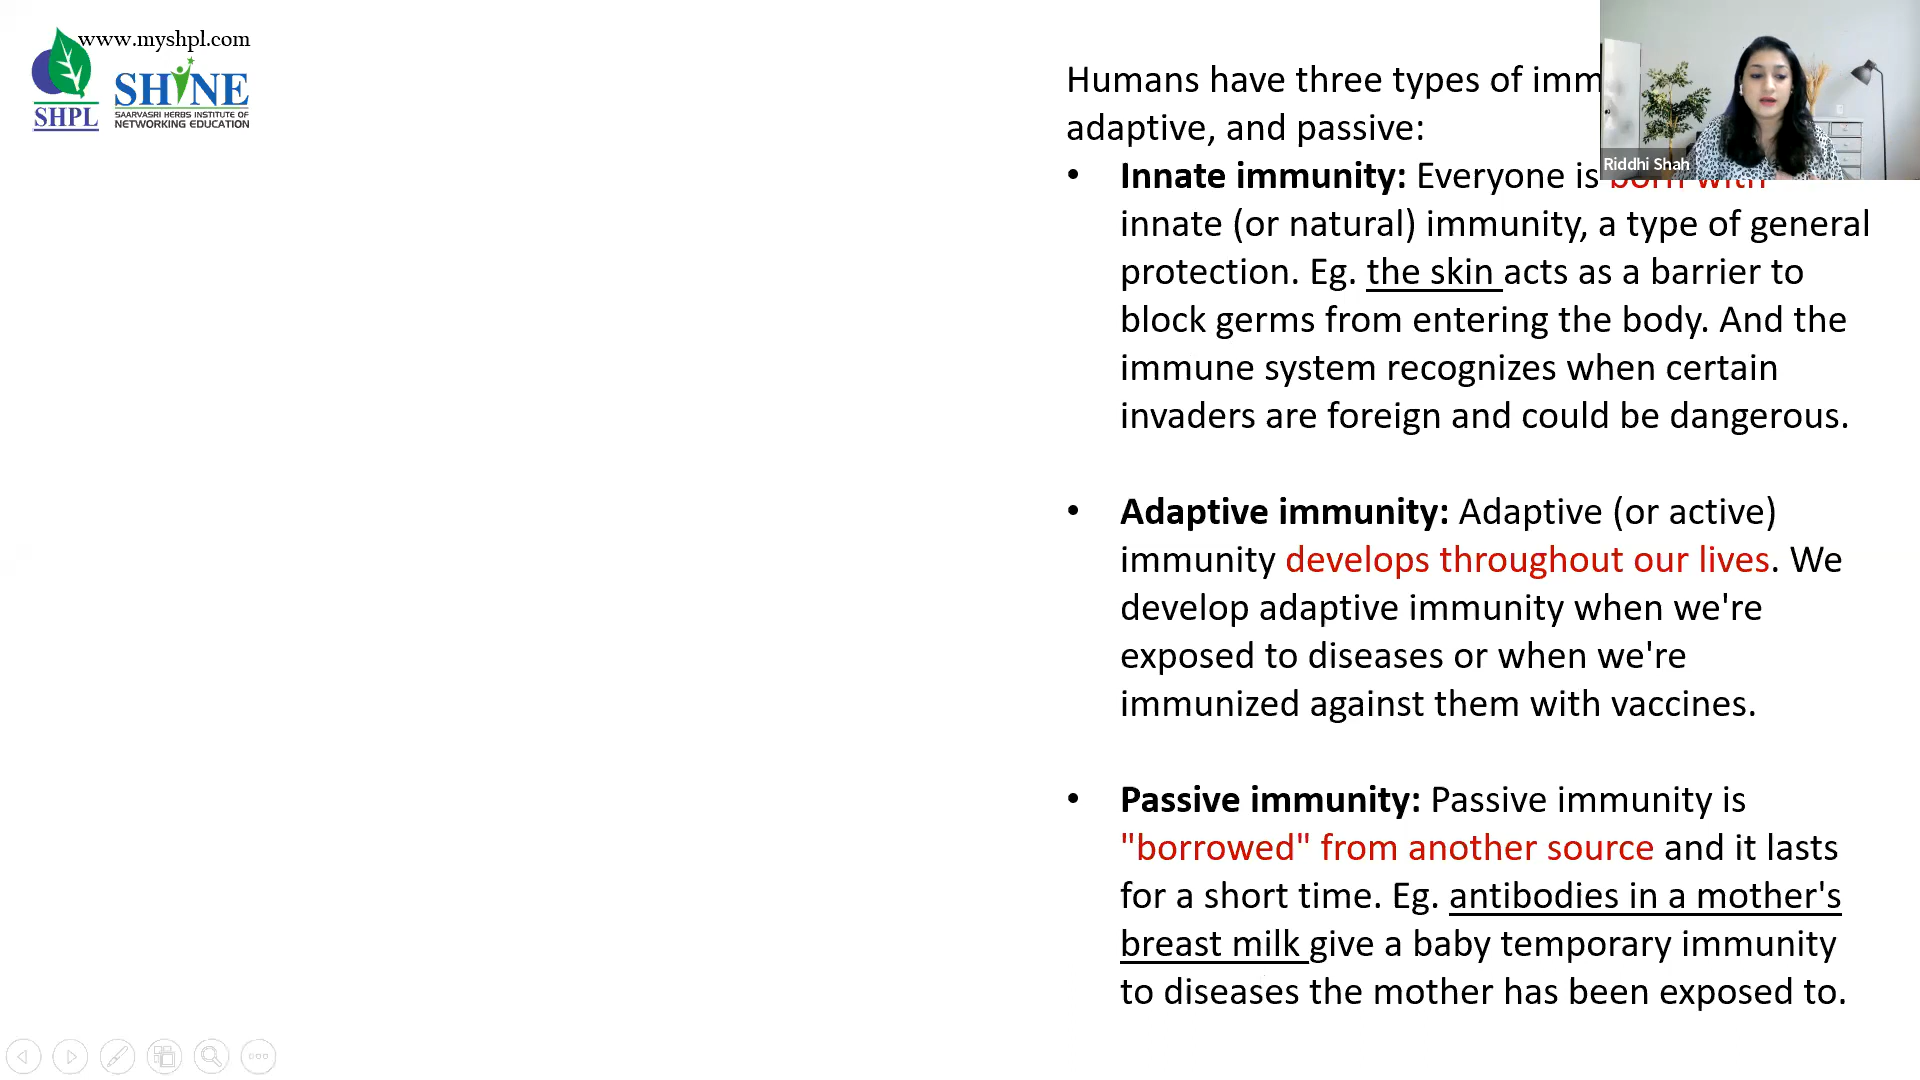 www.myshpl.com
SHPL
SHINE
SAARVASRI HERBS INSTITUTE OF
NETWORKING EDUCATION
Riddhi Shah
Humans have three types of imm
adaptive, and passive:
• Innate immunity: Everyone is born with
innate (or natural) immunity, a type of general
protection. Eg. the skin acts as a barrier to
block germs from entering the body. And the
immune system recognizes when certain
invaders are foreign and could be dangerous.
• Adaptive immunity: Adaptive (or active)
immunity develops throughout our lives. We
develop adaptive immunity when we're
exposed to diseases or when we're
immunized against them with vaccines.
• Passive immunity: Passive immunity is
"borrowed" from another source and it lasts
for a short time. Eg. antibodies in a mother's
breast milk give a baby temporary immunity
to diseases the mother has been exposed to.